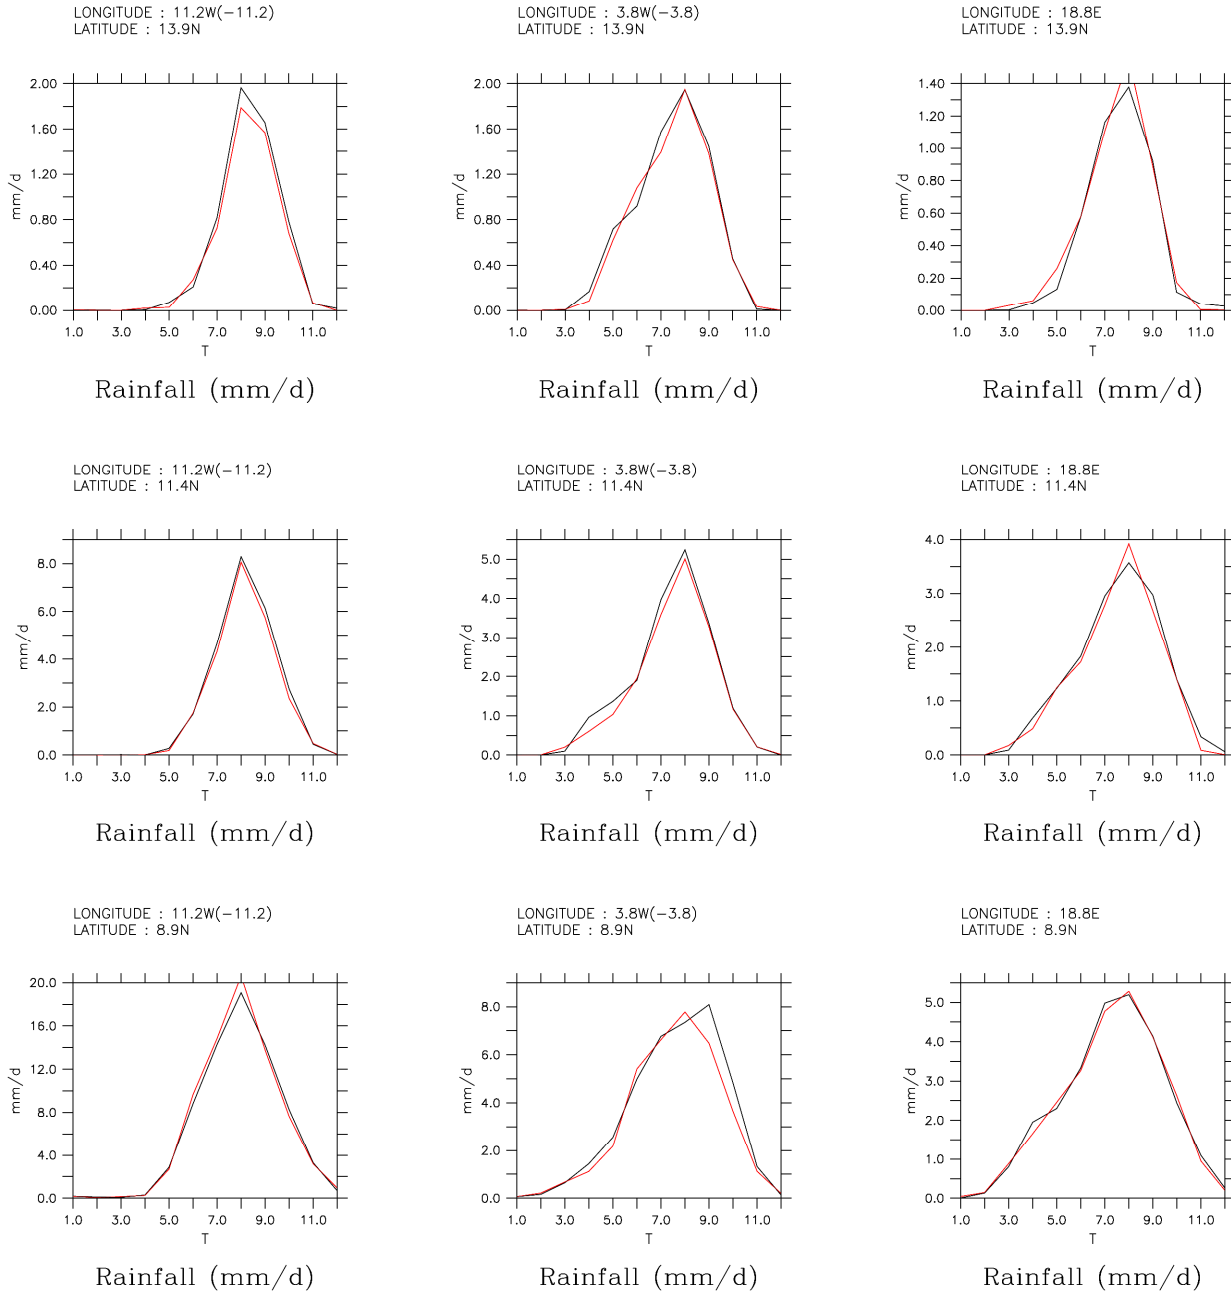 LONGITUDE : 11.2W(−11.2)
LATITUDE : 13.9N
2.00
1.60
1.20
0.80
0.40
0.00
mm/d
1.0 3.0 5.0 7.0 9.0 11.0
T
Rainfall (mm/d)
LONGITUDE : 3.8W(−3.8)
LATITUDE : 13.9N
2.00
1.60
1.20
0.80
0.40
0.00
mm/d
1.0 3.0 5.0 7.0 9.0 11.0
T
Rainfall (mm/d)
LONGITUDE : 18.8E
LATITUDE : 13.9N
1.40
1.20
1.00
0.80
0.60
0.40
0.20
0.00
mm/d
1.0 3.0 5.0 7.0 9.0 11.0
T
Rainfall (mm/d)
LONGITUDE : 11.2W(−11.2)
LATITUDE : 11.4N
8.0
6.0
4.0
2.0
0.0
mm/d
1.0 3.0 5.0 7.0 9.0 11.0
T
Rainfall (mm/d)
LONGITUDE : 3.8W(−3.8)
LATITUDE : 11.4N
5.0
4.0
3.0
2.0
1.0
0.0
mm/d
1.0 3.0 5.0 7.0 9.0 11.0
T
Rainfall (mm/d)
LONGITUDE : 18.8E
LATITUDE : 11.4N
4.0
3.0
2.0
1.0
0.0
mm/d
1.0 3.0 5.0 7.0 9.0 11.0
T
Rainfall (mm/d)
LONGITUDE : 11.2W(−11.2)
LATITUDE : 8.9N
20.0
16.0
12.0
8.0
4.0
0.0
mm/d
1.0 3.0 5.0 7.0 9.0 11.0
T
Rainfall (mm/d)
LONGITUDE : 3.8W(−3.8)
LATITUDE : 8.9N
8.0
6.0
4.0
2.0
0.0
mm/d
1.0 3.0 5.0 7.0 9.0 11.0
T
Rainfall (mm/d)
LONGITUDE : 18.8E
LATITUDE : 8.9N
5.0
4.0
3.0
2.0
1.0
0.0
mm/d
1.0 3.0 5.0 7.0 9.0 11.0
T
Rainfall (mm/d)